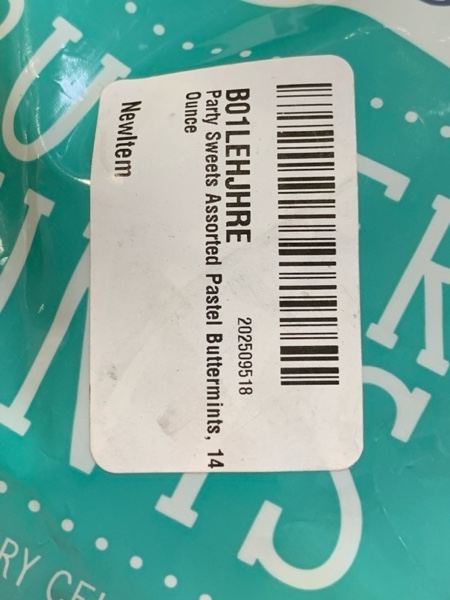 B01LEHJHRE
202509518
Party Sweets Assorted Pastel Buttermints, 14
Ounce
NewItem